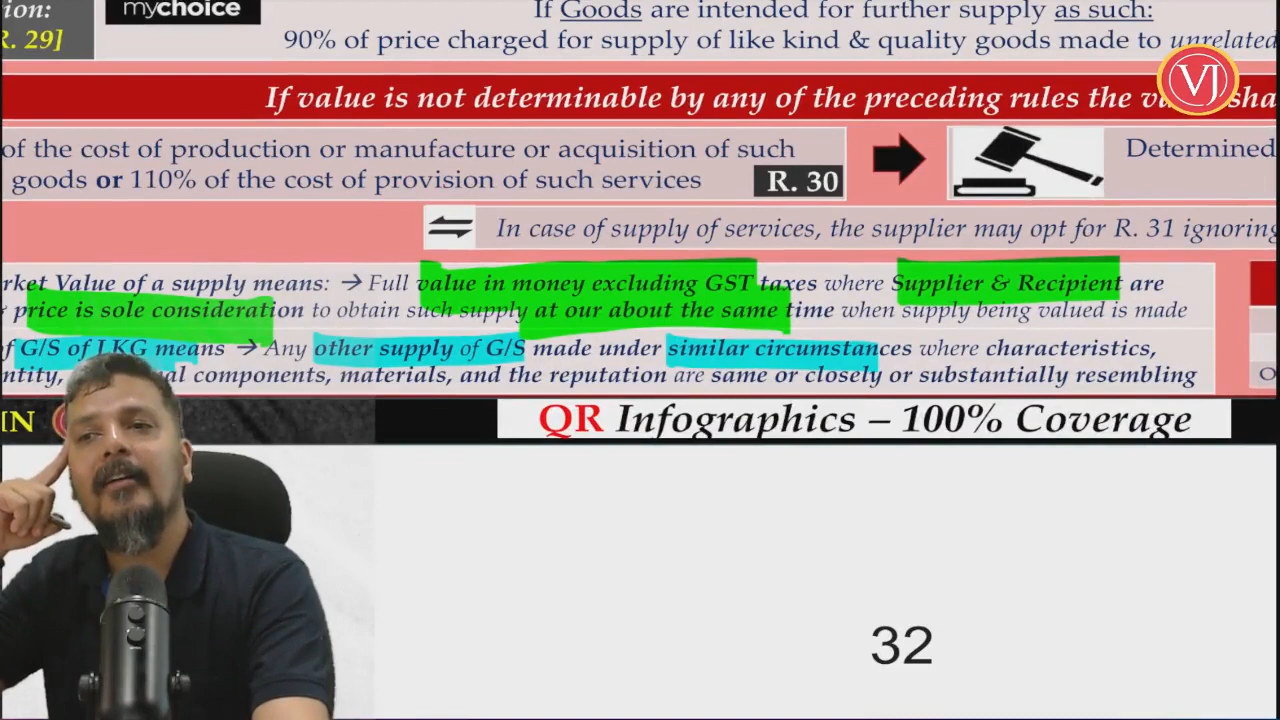 ion:
R. 29]
mychoice
If Goods are intended for further supply as such:
90% of price charged for supply of like kind & quality goods made to unrelated
VJ
If value is not determinable by any of the preceding rules the va sha
of the cost of production or manufacture or acquisition of such
goods or 110% of the cost of provision of such services
R. 30
Determined
In case of supply of services, the supplier may opt for R. 31 ignoring
rket Value of a supply means: → Full value in money excluding GST taxes where Supplier & Recipient are
price is sole consideration to obtain such supply at our about the same time when supply being valued is made
f G/S of LKG means → Any other supply of G/S made under similar circumstances where characteristics,
ntity, al components, materials, and the reputation are same or closely or substantially resembling
IN
QR Infographics – 100% Coverage
32